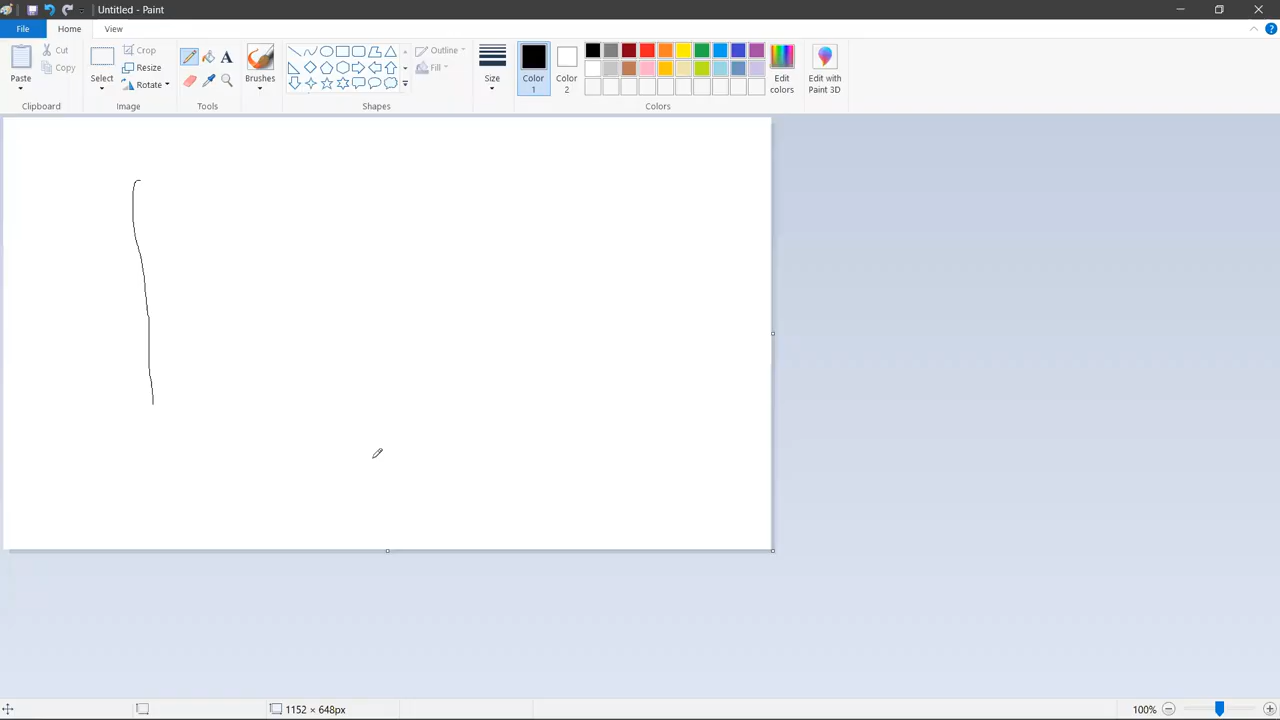 Untitled - Paint
File Home View
Paste Cut Copy Clipboard
Select Crop Resize Rotate Image
Tools
Brushes
Outline Fill Shapes
Size
Color 1 Color 2 Edit colors Colors
Edit with Paint 3D
1152 × 648px 100%